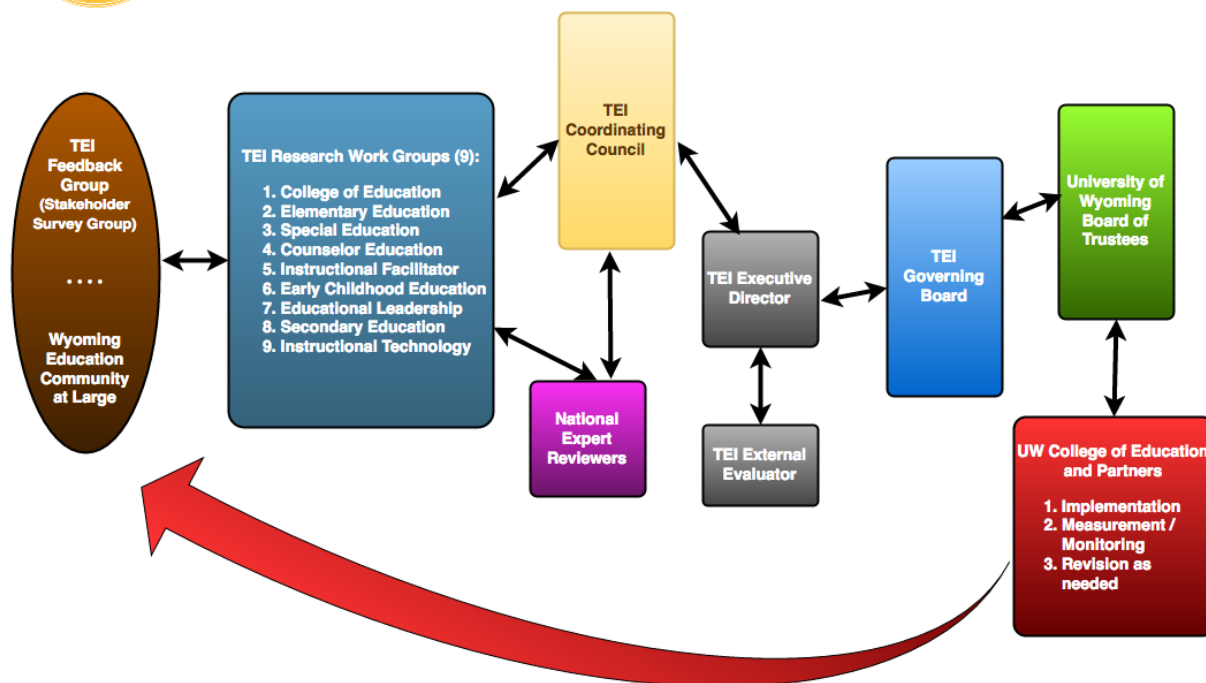 TEI
Feedback
Group
(Stakeholder
Survey Group)
. . . .
Wyoming
Education
Community
at Large
TEI Research Work Groups (9):
1. College of Education
2. Elementary Education
3. Special Education
4. Counselor Education
5. Instructional Facilitator
6. Early Childhood Education
7. Educational Leadership
8. Secondary Education
9. Instructional Technology
TEI
Coordinating
Council
National
Expert
Reviewers
TEI Executive
Director
TEI External
Evaluator
TEI
Governing
Board
University of
Wyoming
Board of
Trustees
UW College of Education
and Partners
1. Implementation
2. Measurement /
Monitoring
3. Revision as
needed